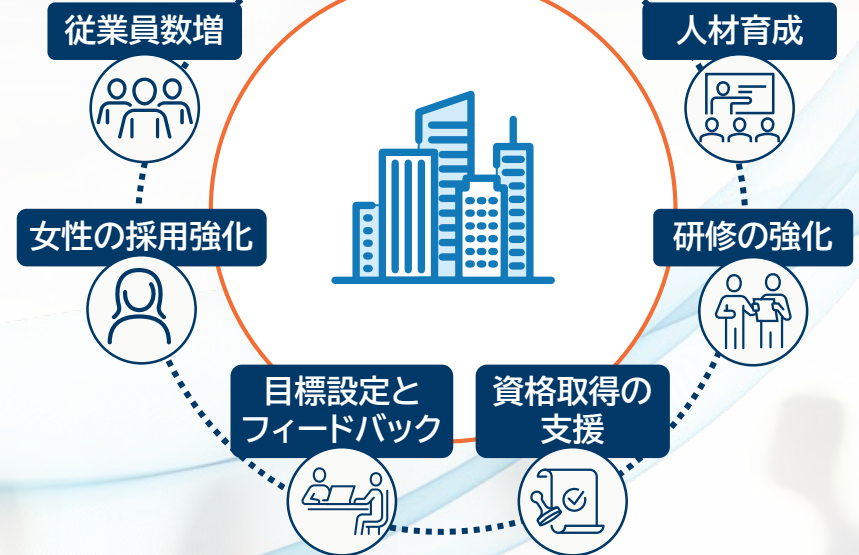 従業員数増
人材育成
女性の採用強化
研修の強化
目標設定と
フィードバック
資格取得の
支援